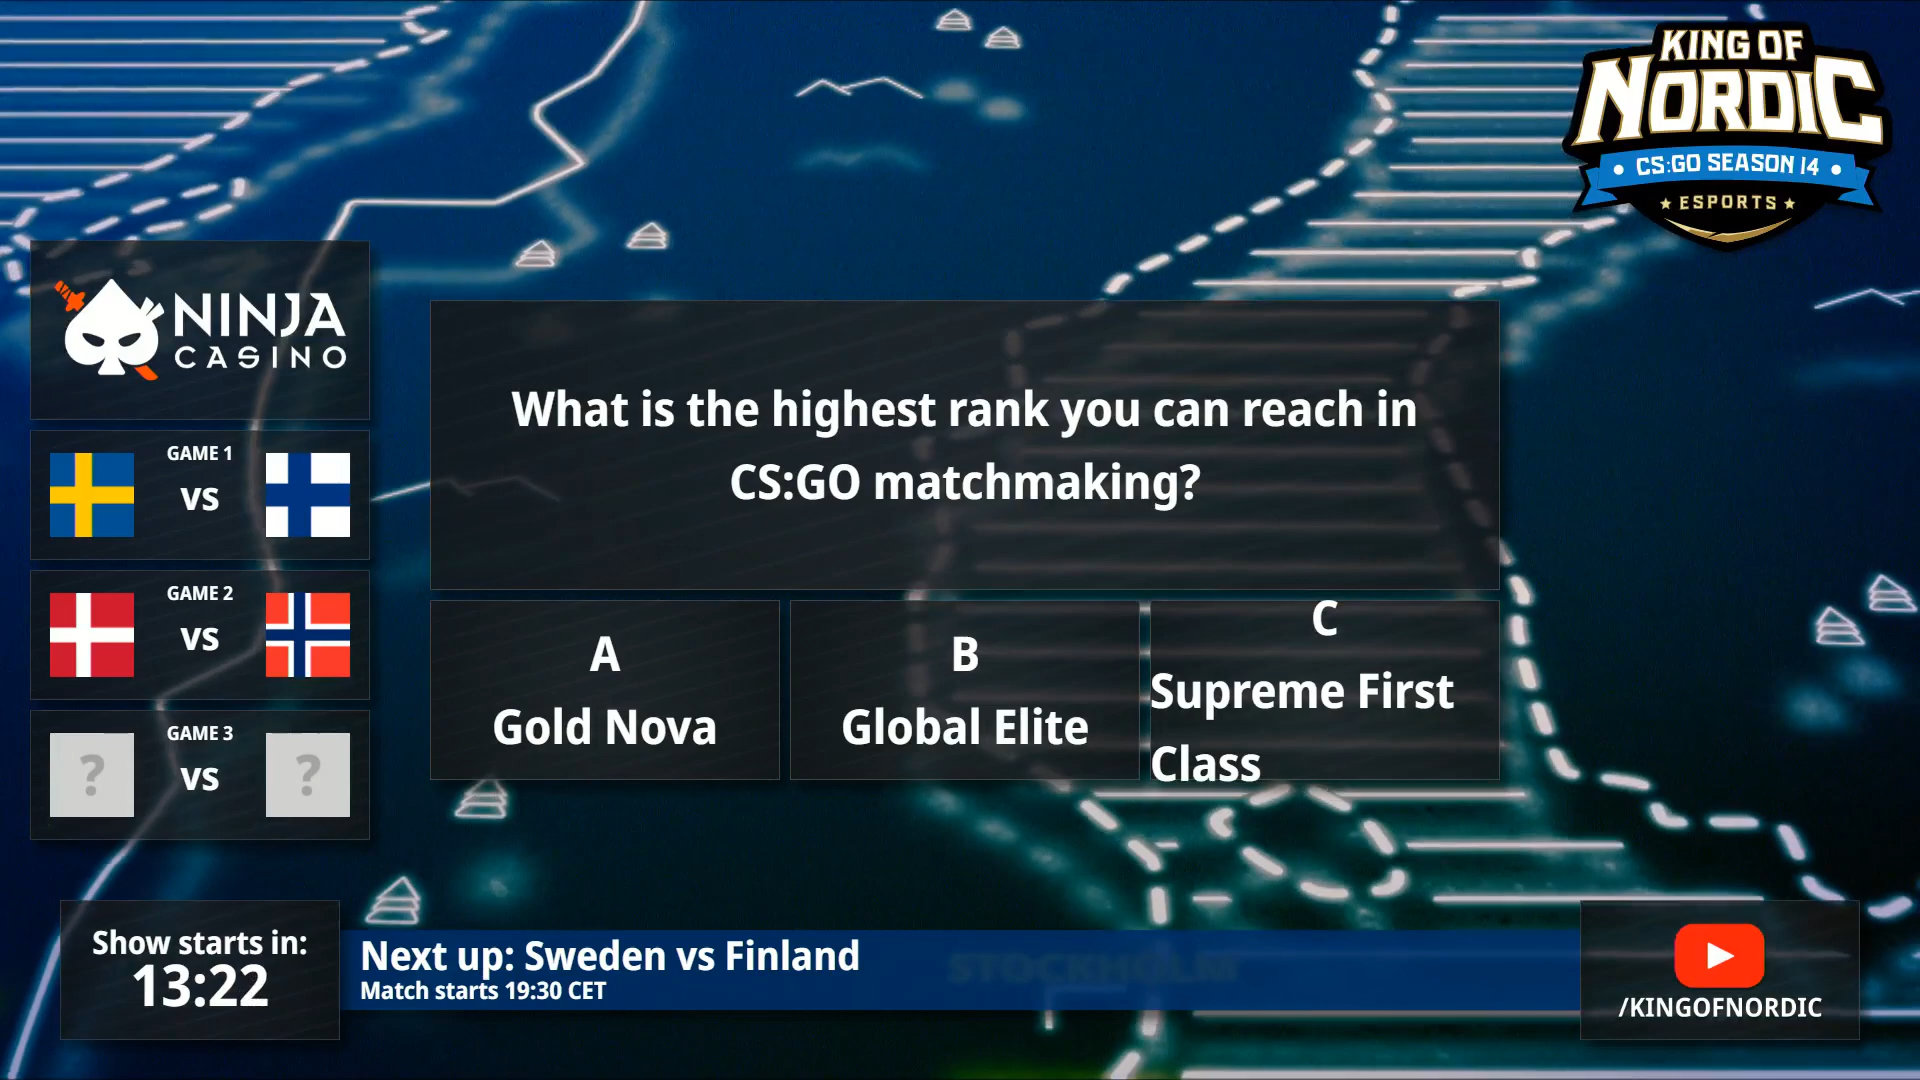 KING OF
NORDIC
CS:GO SEASON 14
ESPORTS
NINJA
CASINO
GAME 1
VS
GAME 2
VS
GAME 3
? VS ?
What is the highest rank you can reach in
CS:GO matchmaking?
A
Gold Nova
B
Global Elite
C
Supreme First
Class
Show starts in:
13:22
Next up: Sweden vs Finland
Match starts 19:30 CET
STOCKHOLM
/KINGOFNORDIC